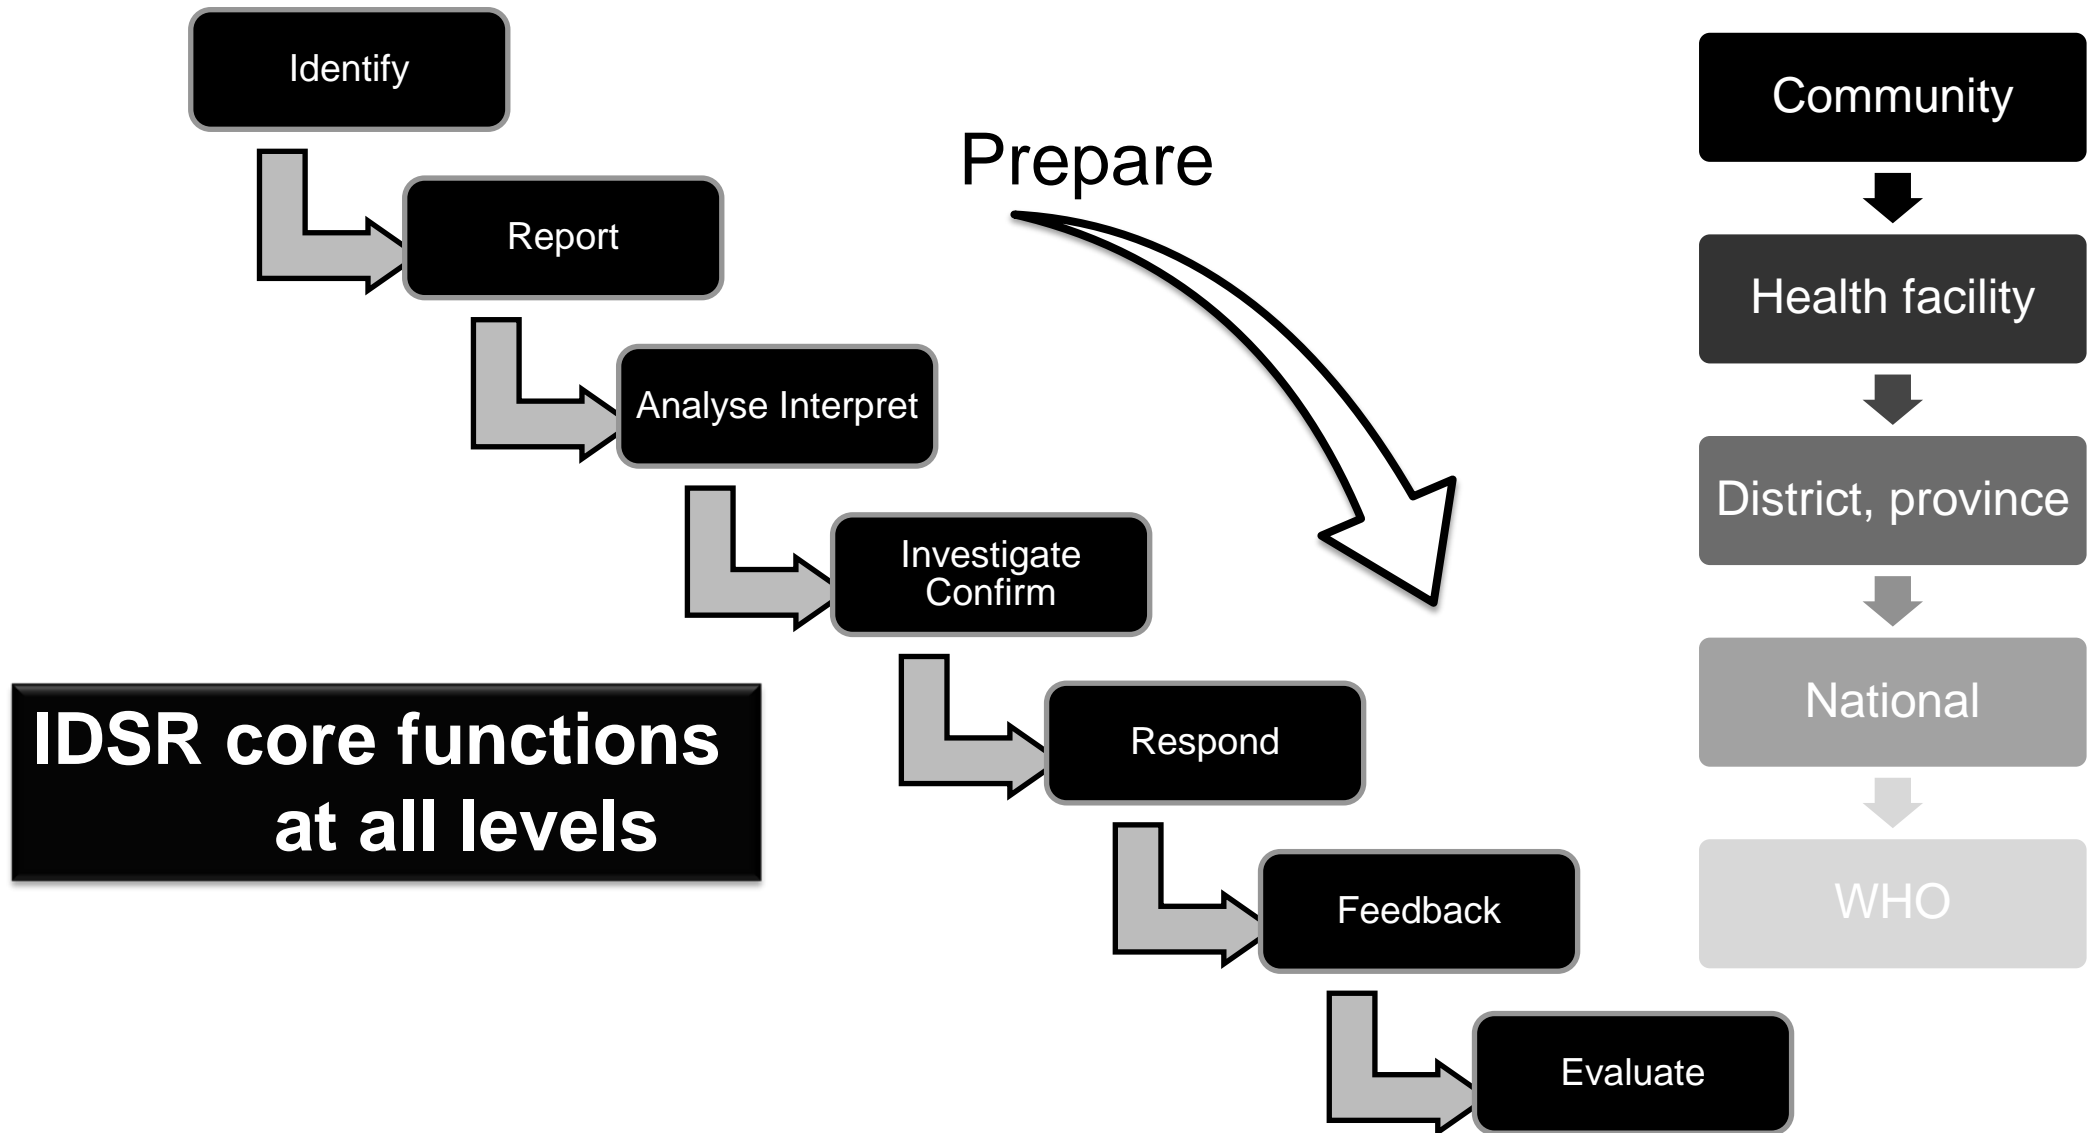 Identify
Report
Analyse Interpret
Investigate
Confirm
Respond
Feedback
Evaluate
Prepare
IDSR core functions
at all levels
Community
Health facility
District, province
National
WHO